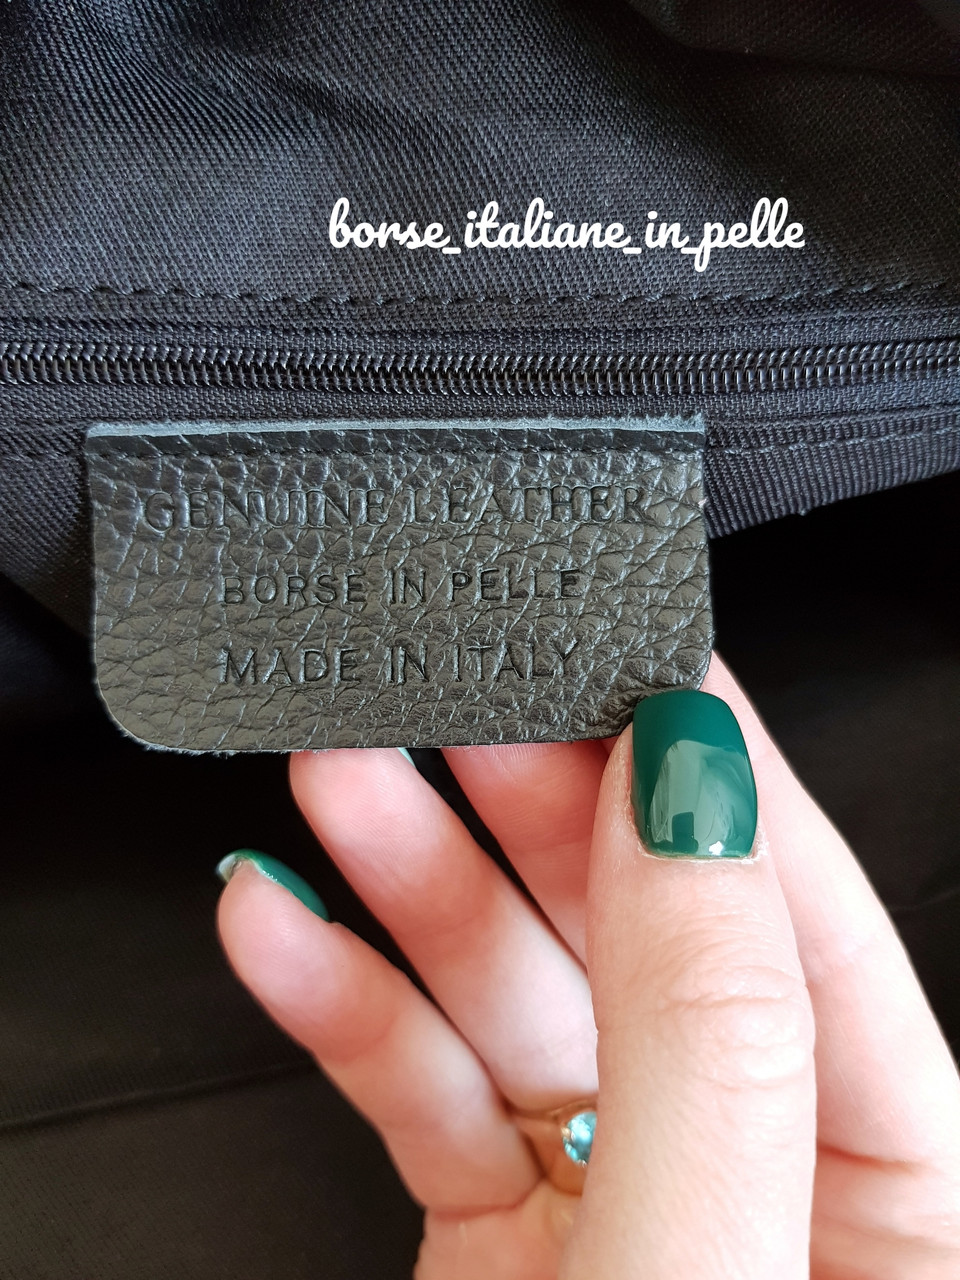 borse_italiane_in_pelle
GENUINE LEATHER
BORSE IN PELLE
MADE IN ITALY